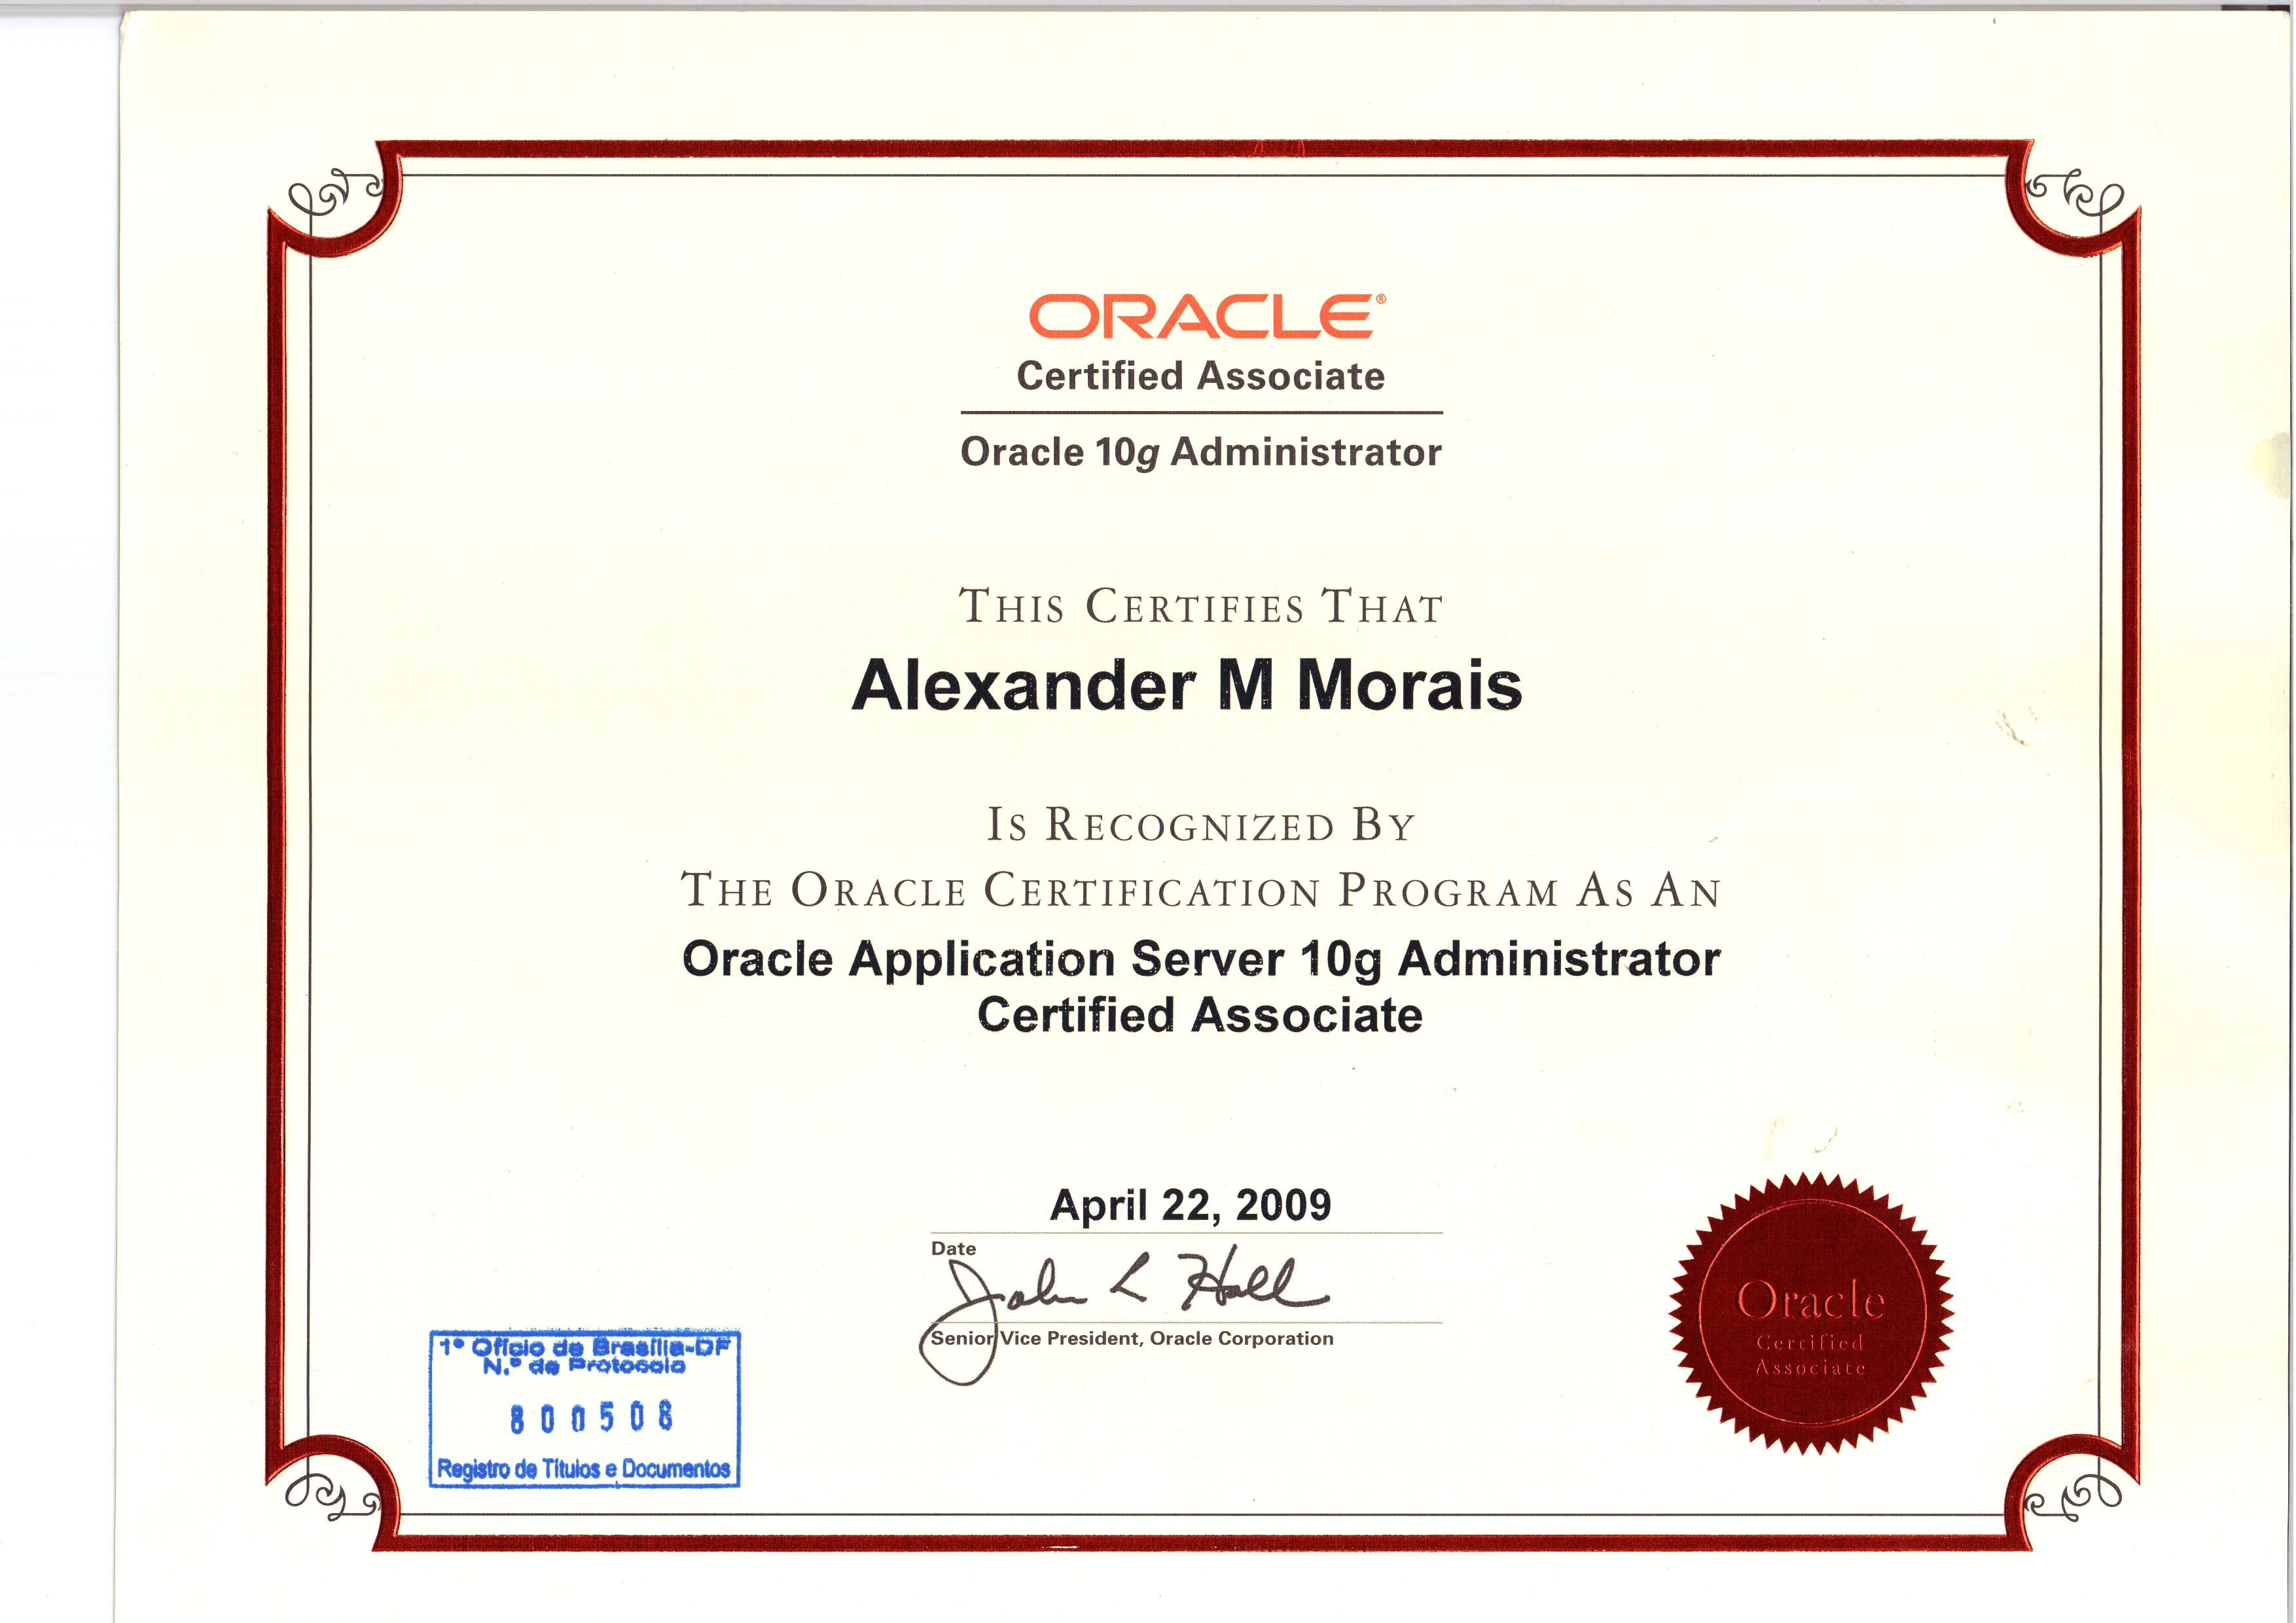 ORACLE®
Certified Associate
Oracle 10g Administrator
THIS CERTIFIES THAT
Alexander M Morais
IS RECOGNIZED BY
THE ORACLE CERTIFICATION PROGRAM AS AN
Oracle Application Server 10g Administrator
Certified Associate
April 22, 2009
Date
John L Hall
Senior Vice President, Oracle Corporation
Oracle
Certified
Associate
1º Ofício de Brasília-DF
N.º de Protocolo
800508
Registro de Títulos e Documentos